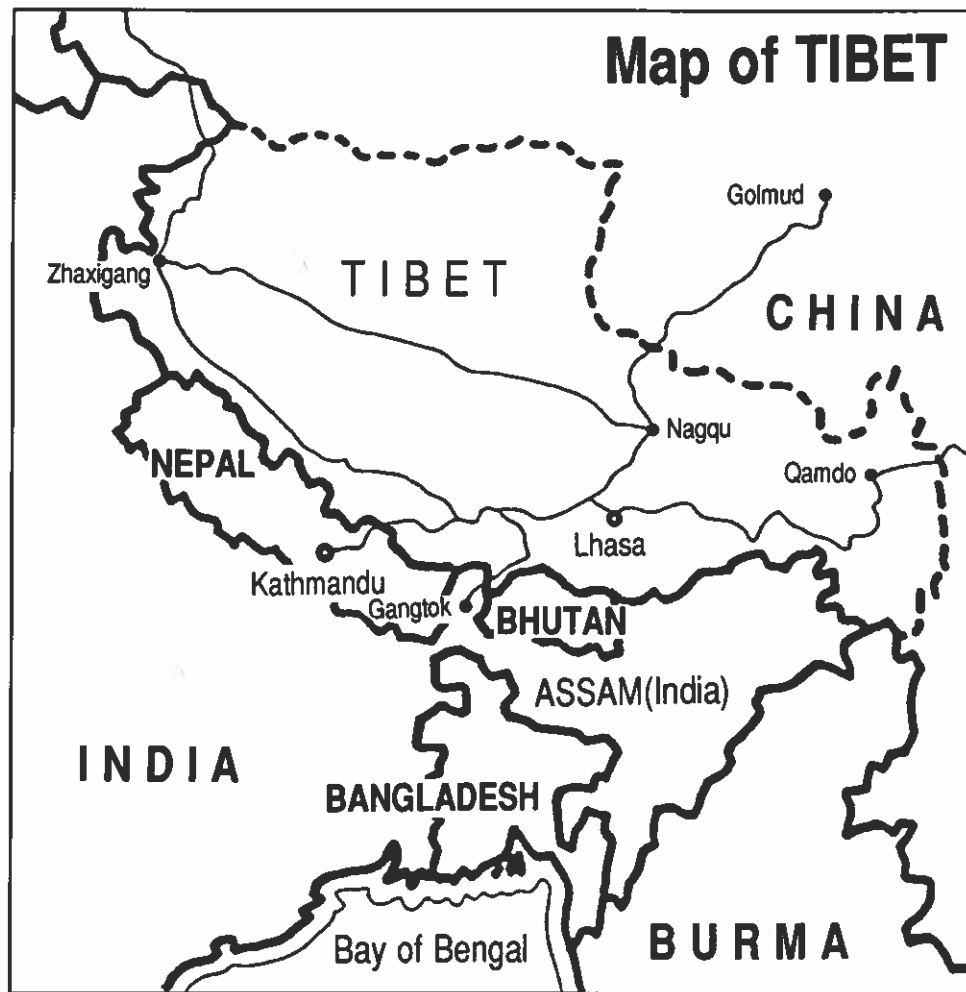 Map of TIBET
Golmud
Zhaxigang
TIBET
CHINA
Nagqu
NEPAL
Qamdo
Lhasa
Kathmandu
Gangtok
BHUTAN
ASSAM(India)
INDIA
BANGLADESH
Bay of Bengal
BURMA